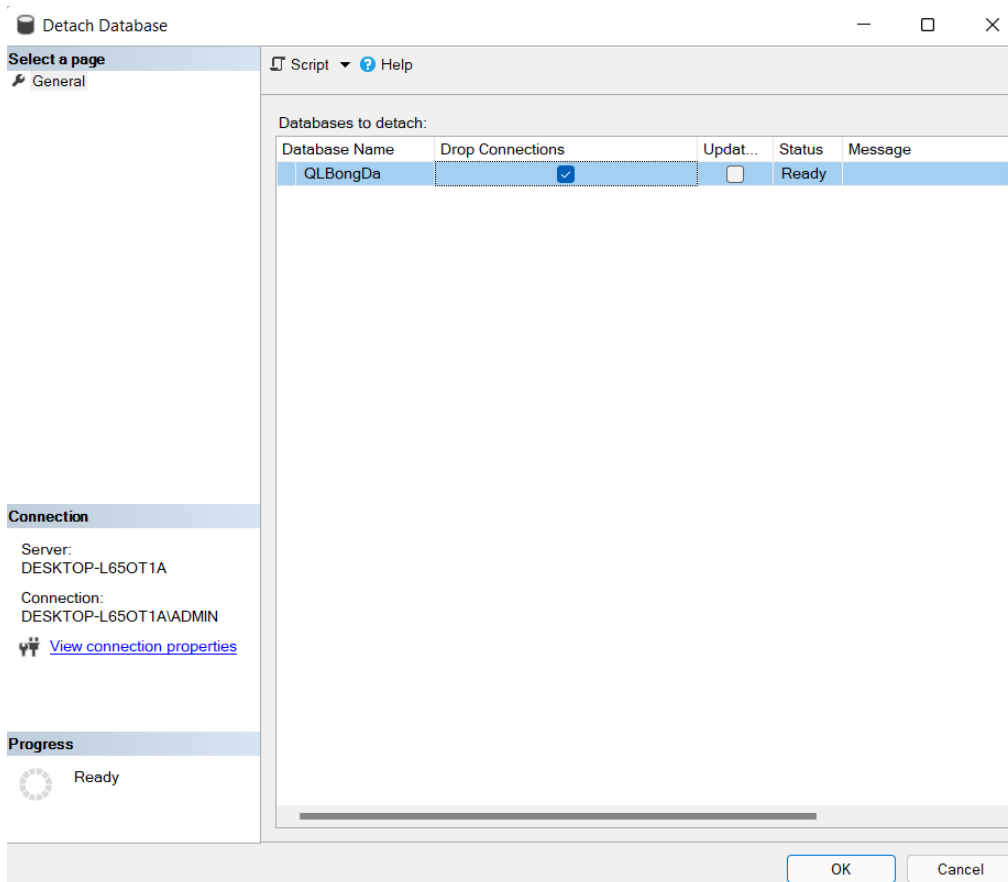 Detach Database
Select a page
General
Script Help
Databases to detach:
Database Name Drop Connections Updat... Status Message
QLBongDa Ready
Connection
Server:
DESKTOP-L65OT1A
Connection:
DESKTOP-L65OT1A\ADMIN
View connection properties
Progress
Ready
OK Cancel